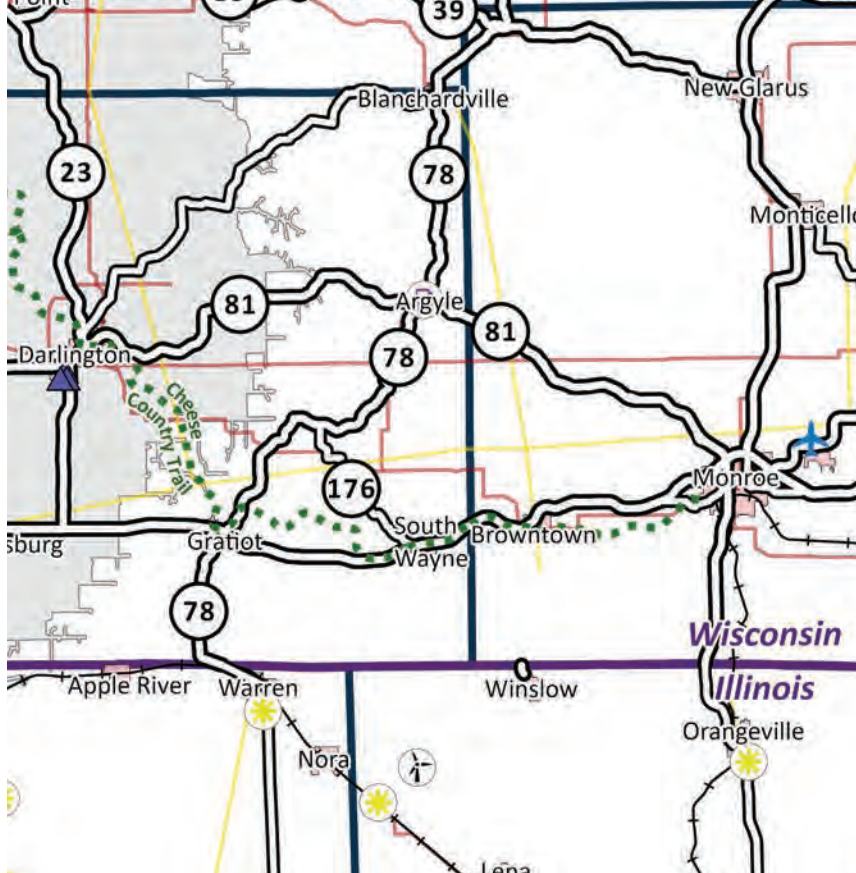 39
Blanchardville
New Glarus
23
78
Monticello
81
Argyle
81
Darlington
78
Cheese
Country Trail
Monroe
176
South
Wayne
Gratiot
Browntown
sburg
78
Wisconsin
Illinois
Apple River
Warren
Winslow
Orangeville
Nora